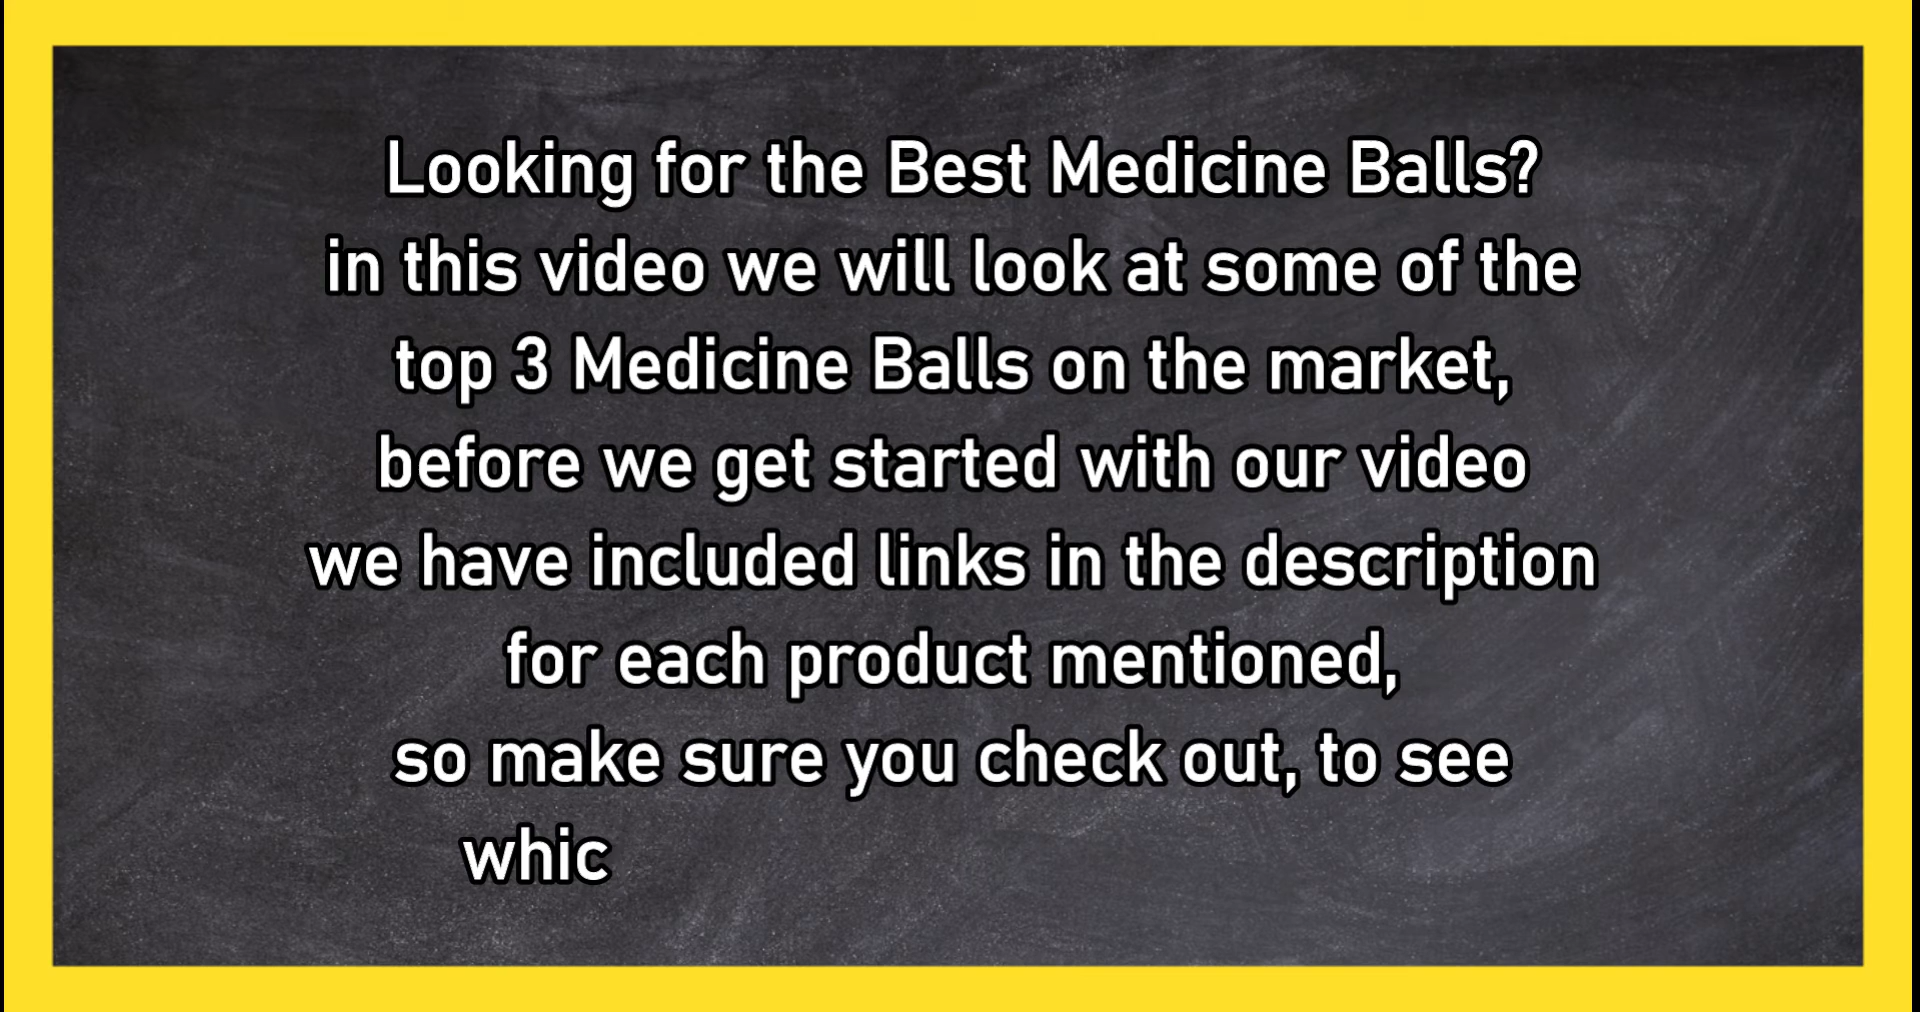 Looking for the Best Medicine Balls?
in this video we will look at some of the
top 3 Medicine Balls on the market,
before we get started with our video
we have included links in the description
for each product mentioned,
so make sure you check out, to see
whic